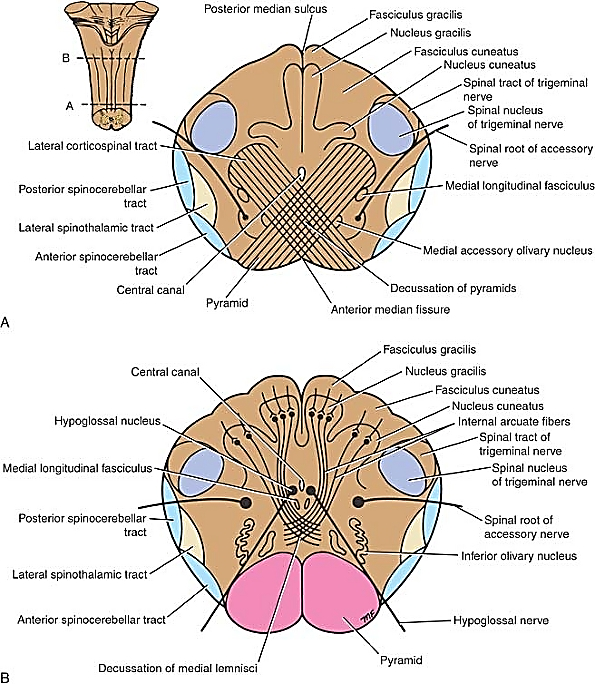 B
A
Posterior median sulcus
Fasciculus gracilis
Nucleus gracilis
Fasciculus cuneatus
Nucleus cuneatus
Spinal tract of trigeminal
nerve
Spinal nucleus
of trigeminal nerve
Spinal root of accessory
nerve
Medial longitudinal fasciculus
Medial accessory olivary nucleus
Decussation of pyramids
Anterior median fissure
Lateral corticospinal tract
Posterior spinocerebellar
tract
Lateral spinothalamic tract
Anterior spinocerebellar
tract
Central canal
Pyramid
A
Central canal
Hypoglossal nucleus
Medial longitudinal fasciculus
Posterior spinocerebellar
tract
Lateral spinothalamic tract
Anterior spinocerebellar tract
Decussation of medial lemnisci
Fasciculus gracilis
Nucleus gracilis
Fasciculus cuneatus
Nucleus cuneatus
Internal arcuate fibers
Spinal tract of
trigeminal nerve
Spinal nucleus
of trigeminal nerve
Spinal root of
accessory nerve
Inferior olivary nucleus
Hypoglossal nerve
Pyramid
MF
B